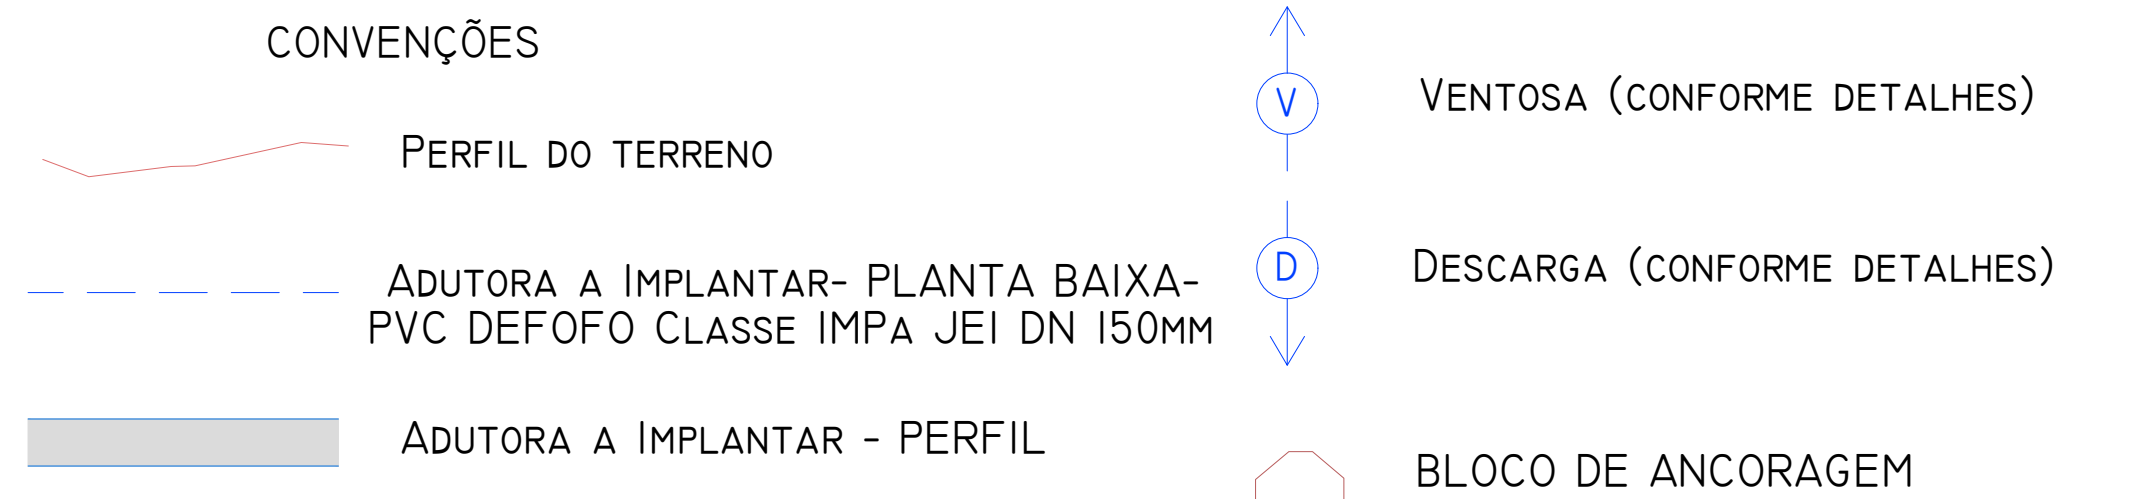 CONVENÇÕES
PERFIL DO TERRENO
ADUTORA A IMPLANTAR- PLANTA BAIXA-
PVC DEFOFO CLASSE 1MPA JEI DN 150MM
ADUTORA A IMPLANTAR - PERFIL
V
VENTOSA (CONFORME DETALHES)
D
DESCARGA (CONFORME DETALHES)
BLOCO DE ANCORAGEM